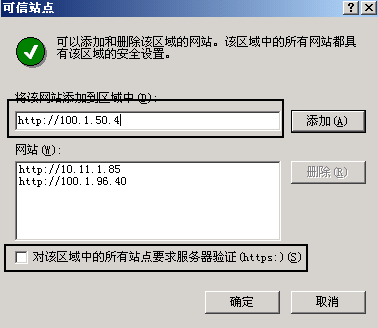 可信站点
可以添加和删除该区域的网站。该区域中的所有网站都具
有该区域的安全设置。
将该网站添加到区域中(D):
http://100.1.50.4
添加(A)
网站(W):
http://10.11.1.85
http://100.1.96.40
删除(R)
对该区域中的所有站点要求服务器验证(https:)(S)
确定
取消